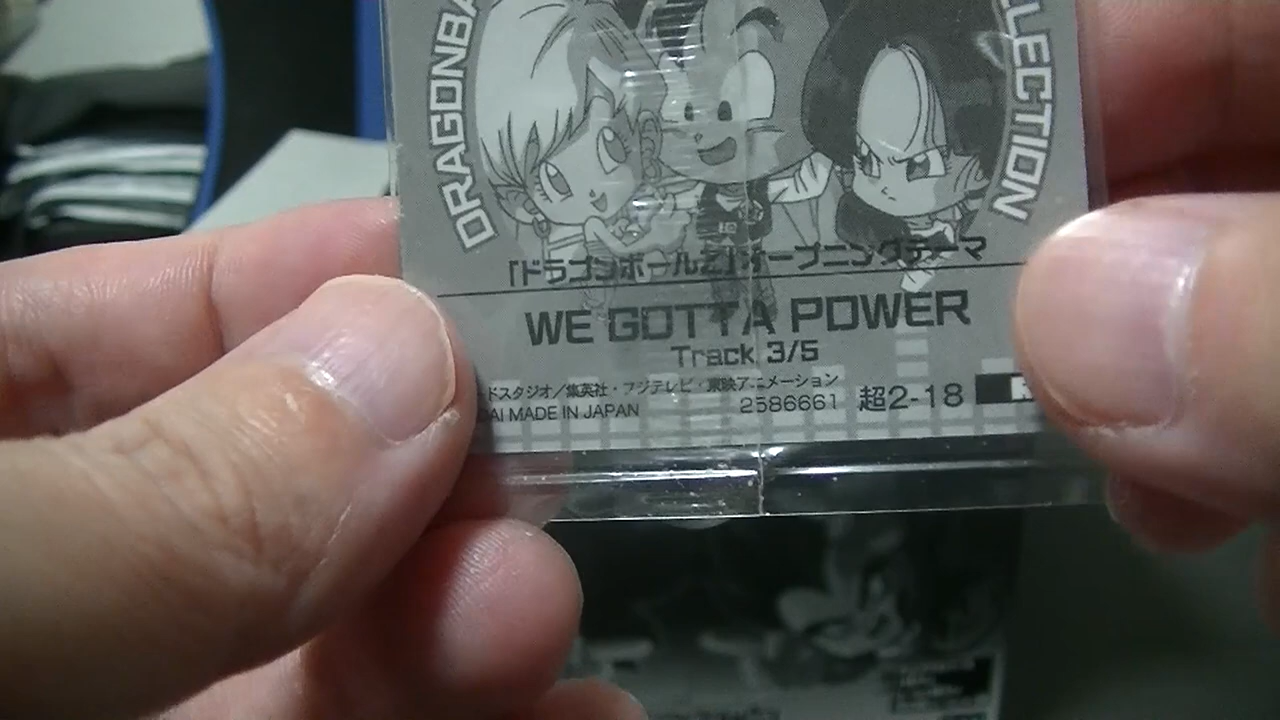 DRAGONBA
LLECTION
「ドラゴンボールZ」オープニングテーマ
WE GOTTA POWER
Track 3/5
ドスタジオ/集英社・フジテレビ・東映アニメーション
AI MADE IN JAPAN
2586661 超2-18